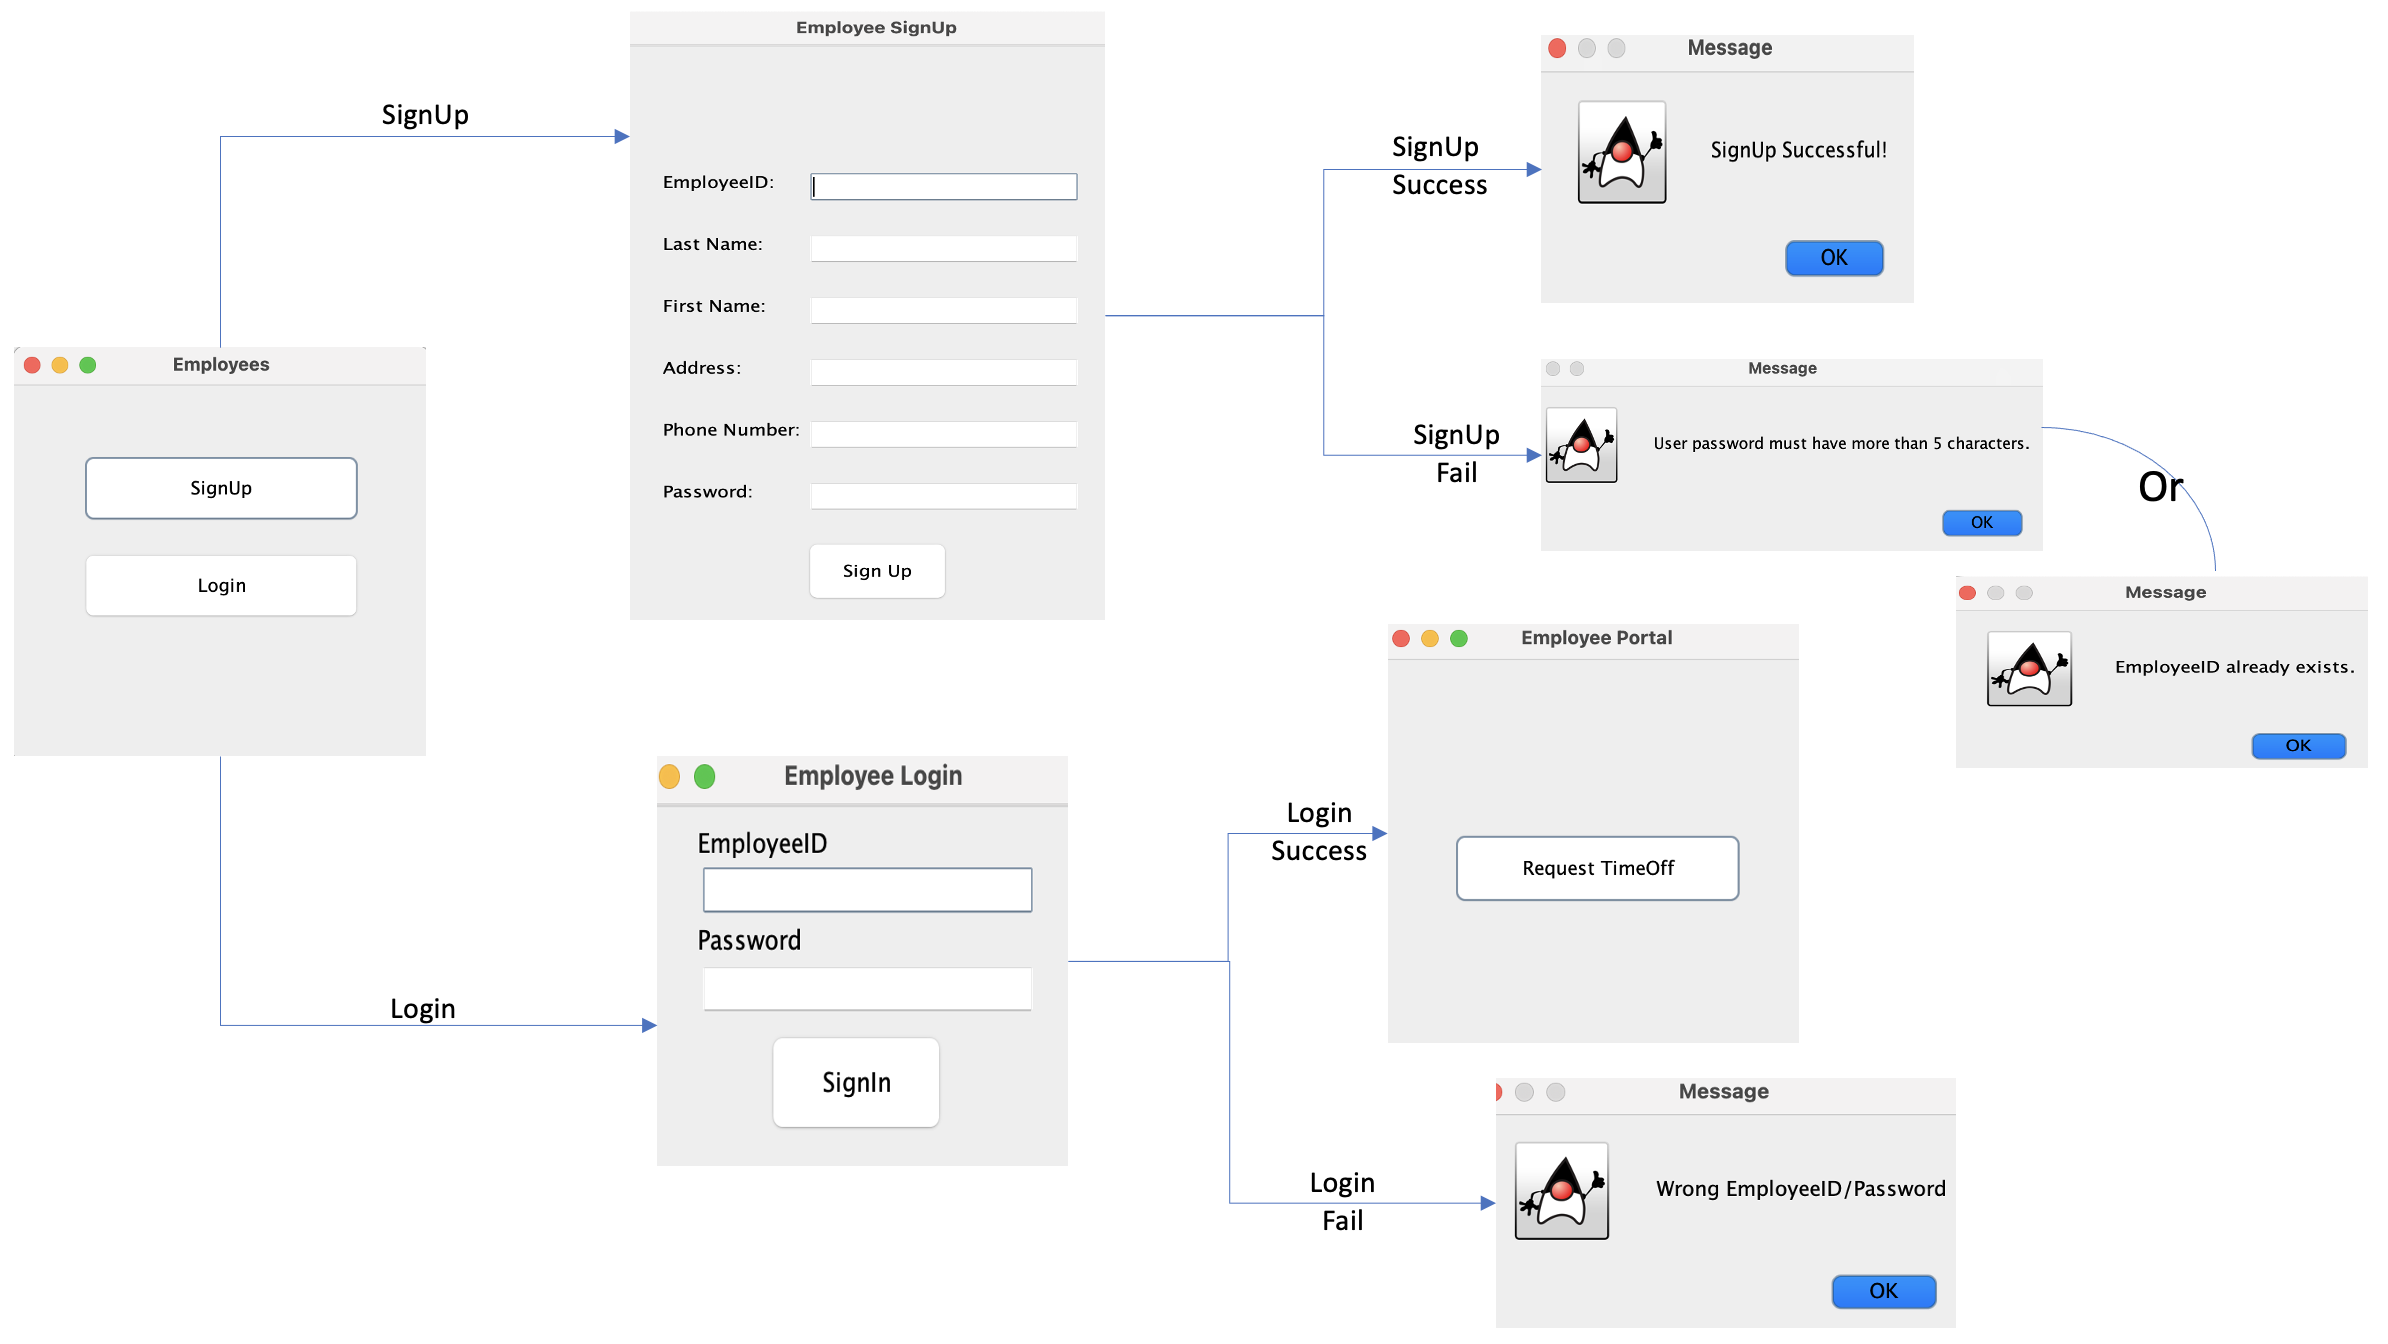 Employee SignUp
EmployeeID:
Last Name:
First Name:
Address:
Phone Number:
Password:
Sign Up
SignUp
Employees
SignUp
Login
SignUp
Success
Message
SignUp Successful!
OK
SignUp
Fail
Message
User password must have more than 5 characters.
OK
Or
Message
EmployeeID already exists.
OK
Login
Employee Login
EmployeeID
Password
SignIn
Login
Success
Employee Portal
Request TimeOff
Login
Fail
Message
Wrong EmployeeID/Password
OK